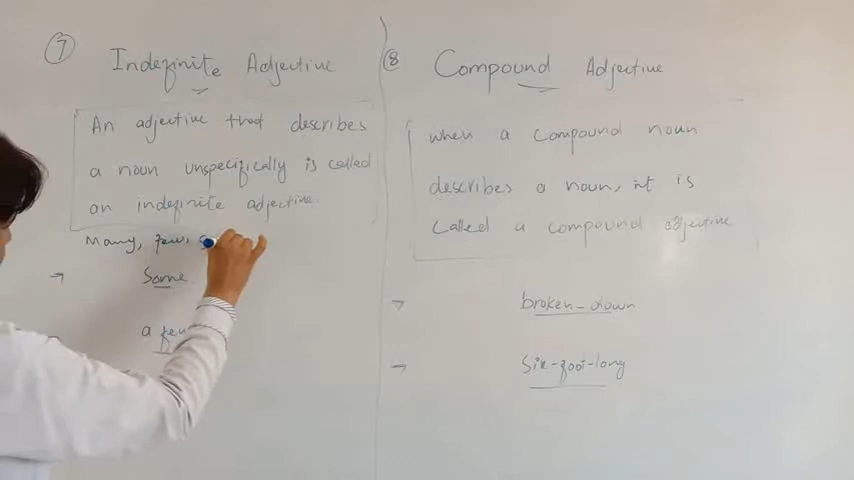 7 Indefinite Adjective
An adjective that describes
a noun unspecifically is called
an indefinite adjective.
Many, few,
→ Some
a few
8 Compound Adjective
when a compound noun
describes a noun, it is
Called a compound adjective
→ broken-down
→ Six-foot-long